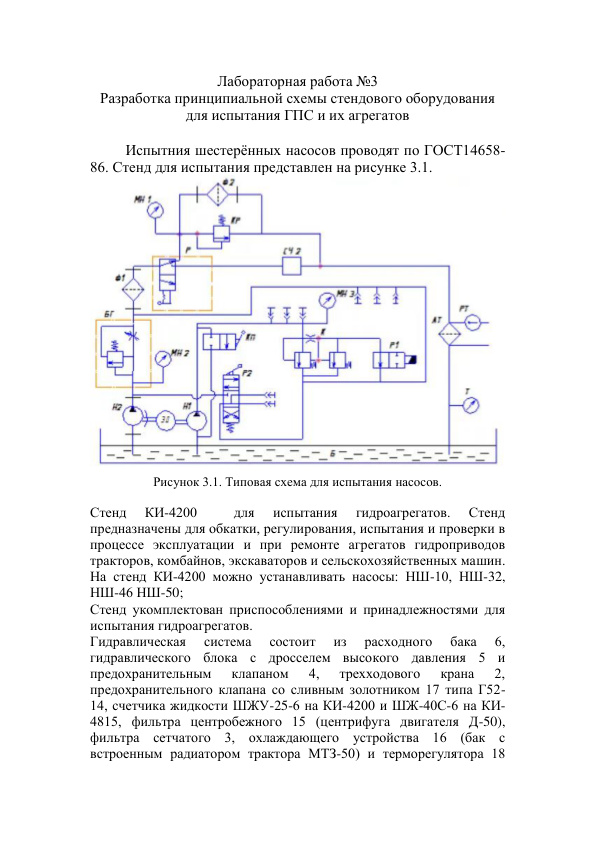 Лабораторная работа №3
Разработка принципиальной схемы стендового оборудования
для испытания ГПС и их агрегатов
Испытния шестерённых насосов проводят по ГОСТ14658-
86. Стенд для испытания представлен на рисунке 3.1.
Ф2
МН 1
КР
Р
СЧ 2
Ф1
МН 3
РТ
БГ
АТ
КП
К
Р1
МН 2
Р2
Т
Н2
ЭД
Н1
Б
Рисунок 3.1. Типовая схема для испытания насосов.
Стенд КИ-4200 для испытания гидроагрегатов. Стенд
предназначены для обкатки, регулирования, испытания и проверки в
процессе эксплуатации и при ремонте агрегатов гидроприводов
тракторов, комбайнов, экскаваторов и сельскохозяйственных машин.
На стенд КИ-4200 можно устанавливать насосы: НШ-10, НШ-32,
НШ-46 НШ-50;
Стенд укомплектован приспособлениями и принадлежностями для
испытания гидроагрегатов.
Гидравлическая система состоит из расходного бака 6,
гидравлического блока с дросселем высокого давления 5 и
предохранительным клапаном 4, трехходового крана 2,
предохранительного клапана со сливным золотником 17 типа Г52-
14, счетчика жидкости ШЖУ-25-6 на КИ-4200 и ШЖ-40С-6 на КИ-
4815, фильтра центробежного 15 (центрифуга двигателя Д-50),
фильтра сетчатого 3, охлаждающего устройства 16 (бак с
встроенным радиатором трактора МТЗ-50) и терморегулятора 18